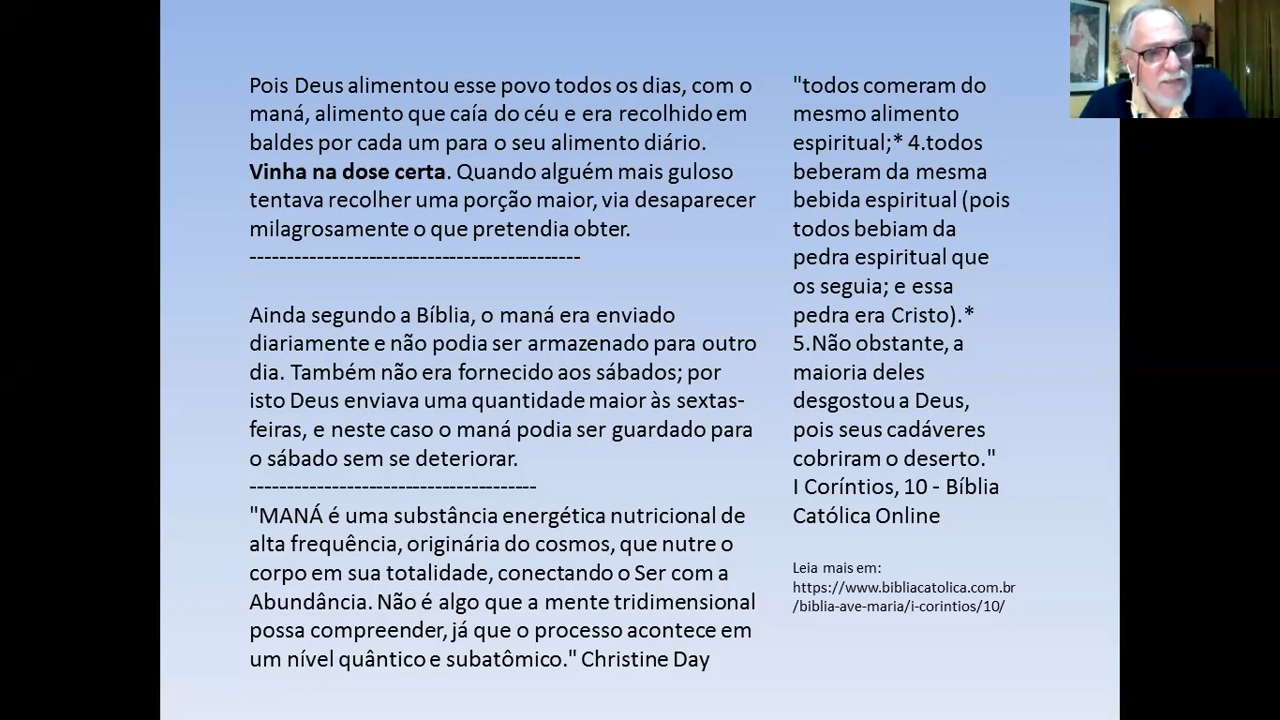 Pois Deus alimentou esse povo todos os dias, com o
maná, alimento que caía do céu e era recolhido em
baldes por cada um para o seu alimento diário.
Vinha na dose certa. Quando alguém mais guloso
tentava recolher uma porção maior, via desaparecer
milagrosamente o que pretendia obter.
---------------------------------------------
Ainda segundo a Bíblia, o maná era enviado
diariamente e não podia ser armazenado para outro
dia. Também não era fornecido aos sábados; por
isto Deus enviava uma quantidade maior às sextas-
feiras, e neste caso o maná podia ser guardado para
o sábado sem se deteriorar.
---------------------------------------
"MANÁ é uma substância energética nutricional de
alta frequência, originária do cosmos, que nutre o
corpo em sua totalidade, conectando o Ser com a
Abundância. Não é algo que a mente tridimensional
possa compreender, já que o processo acontece em
um nível quântico e subatômico." Christine Day
"todos comeram do
mesmo alimento
espiritual;* 4.todos
beberam da mesma
bebida espiritual (pois
todos bebiam da
pedra espiritual que
os seguia; e essa
pedra era Cristo).*
5.Não obstante, a
maioria deles
desgostou a Deus,
pois seus cadáveres
cobriram o deserto."
I Coríntios, 10 - Bíblia
Católica Online
Leia mais em:
https://www.bibliacatolica.com.br
/biblia-ave-maria/i-corintios/10/